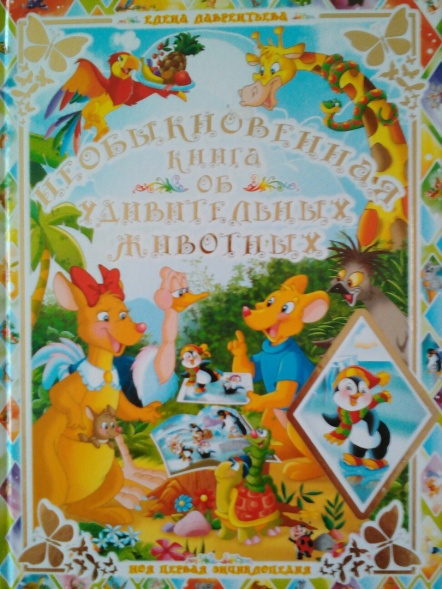 ЕЛЕНА ЛАВРЕНТЬЕВА
НЕОБЫКНОВЕННАЯ
КНИГА
ОБ
УДИВИТЕЛЬНЫХ
ЖИВОТНЫХ
МОЯ ПЕРВАЯ ЭНЦИКЛОПЕДИЯ